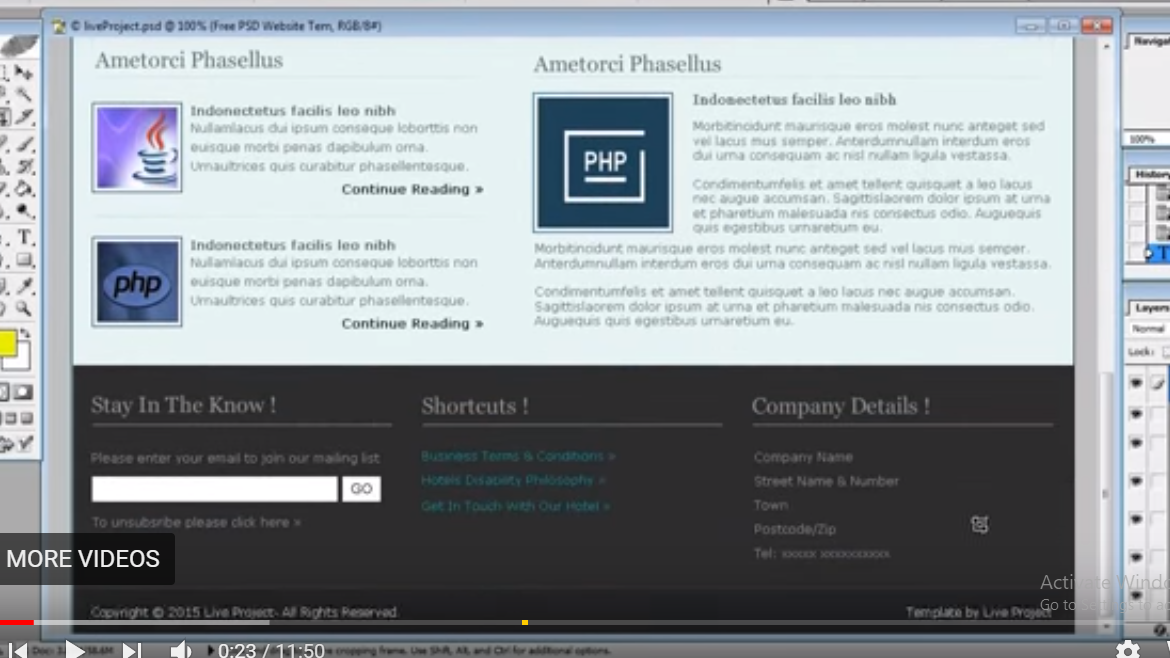 © liveProject.psd @ 100% (Free PSD Website Tem, RGB/8#)
Ametorci Phasellus
Indonectetus facilis leo nibh
Nullamlacus dui ipsum conseque loborttis non
euisque morbi penas dapibulum orna.
Urnaultrices quis curabitur phasellentesque.
Continue Reading »
php
Indonectetus facilis leo nibh
Nullamlacus dui ipsum conseque loborttis non
euisque morbi penas dapibulum orna.
Urnaultrices quis curabitur phasellentesque.
Continue Reading »
Ametorci Phasellus
PHP
Indonectetus facilis leo nibh
Morbitincidunt maurisque eros molest nunc anteget sed
vel lacus mus semper. Anterdumnullam interdum eros
dui urna consequam ac nisl nullam ligula vestassa.
Condimentumfelis et amet tellent quisquet a leo lacus
nec augue accumsan. Sagittislaorem dolor ipsum at urna
et pharetium malesuada nis consectus odio. Auguequis
quis egestibus urnaretium eu.
Morbitincidunt maurisque eros molest nunc anteget sed vel lacus mus semper.
Anterdumnullam interdum eros dui urna consequam ac nisl nullam ligula vestassa.
Condimentumfelis et amet tellent quisquet a leo lacus nec augue accumsan.
Sagittislaorem dolor ipsum at urna et pharetium malesuada nis consectus odio.
Auguequis quis egestibus urnaretium eu.
Stay In The Know !
Please enter your email to join our mailing list
GO
To unsubsribe please click here »
Shortcuts !
Business Terms & Conditions »
Hotels Disability Philosophy »
Get In Touch With Our Hotel »
Company Details !
Company Name
Street Name & Number
Town
Postcode/Zip
Tel: xxxxx xxxxxxxxxx
Copyright © 2015 Live Project- All Rights Reserved
Template by Live Project
MORE VIDEOS
0:23 / 11:50
cropping frame. Use Shift, Alt, and Ctrl for additional options.
Navigat
100%
History
Layers
Normal
Lock:
Activate Windo
Go to